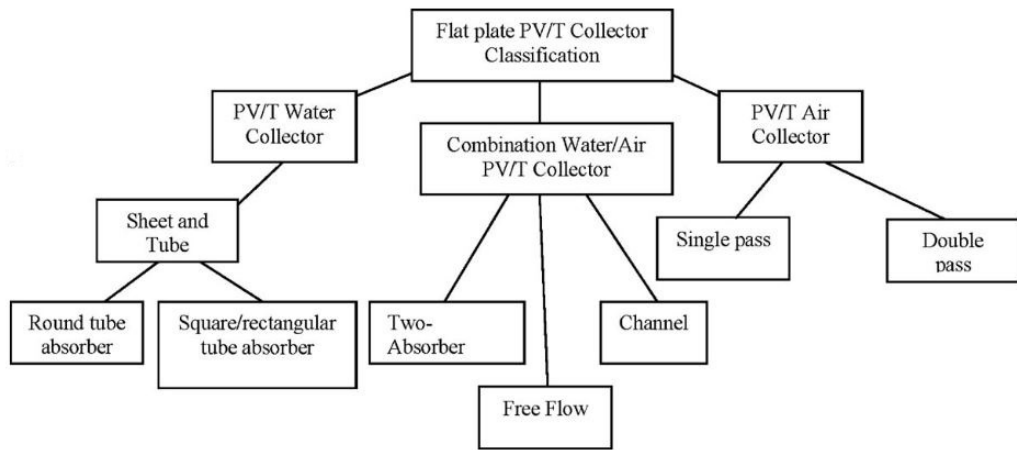 Flat plate PV/T Collector
Classification
PV/T Water
Collector
Combination Water/Air
PV/T Collector
PV/T Air
Collector
Sheet and
Tube
Single pass
Double
pass
Round tube
absorber
Square/rectangular
tube absorber
Two-
Absorber
Channel
Free Flow